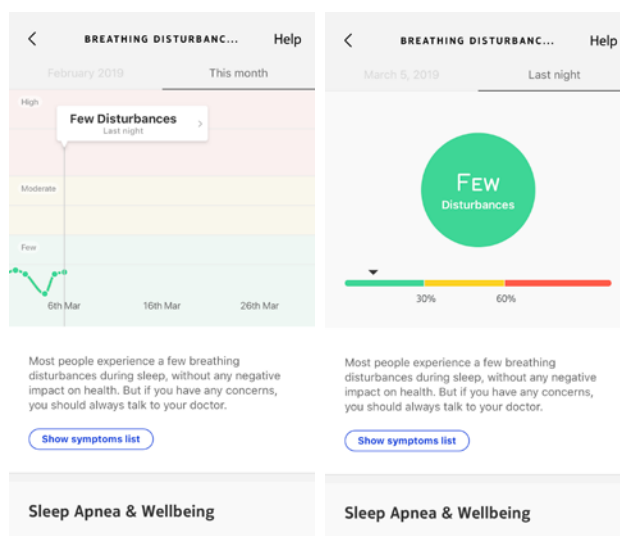 BREATHING DISTURBANC...
Help
February 2019
This month
High
Few Disturbances
Last night
Moderate
Few
6th Mar
16th Mar
26th Mar
Most people experience a few breathing
disturbances during sleep, without any negative
impact on health. But if you have any concerns,
you should always talk to your doctor.
Show symptoms list
Sleep Apnea & Wellbeing
BREATHING DISTURBANC...
Help
March 5, 2019
Last night
FEW
Disturbances
30%
60%
Most people experience a few breathing
disturbances during sleep, without any negative
impact on health. But if you have any concerns,
you should always talk to your doctor.
Show symptoms list
Sleep Apnea & Wellbeing